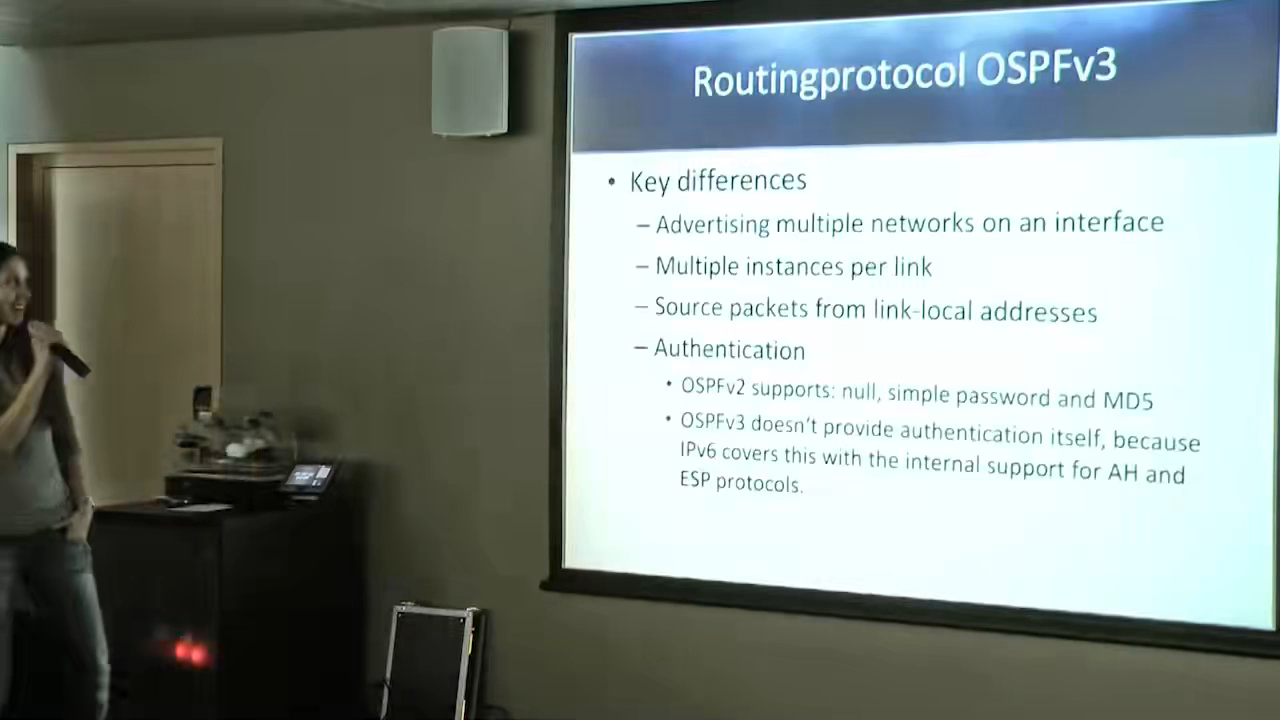 Routingprotocol OSPFv3
• Key differences
– Advertising multiple networks on an interface
– Multiple instances per link
– Source packets from link-local addresses
– Authentication
• OSPFv2 supports: null, simple password and MD5
• OSPFv3 doesn't provide authentication itself, because
IPv6 covers this with the internal support for AH and
ESP protocols.